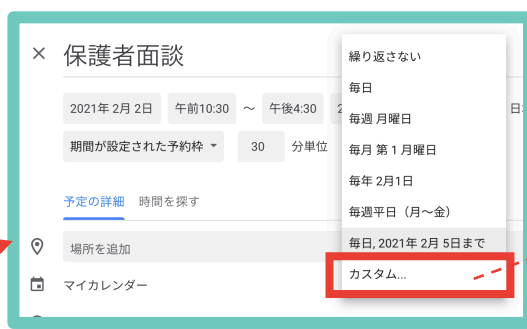 × 保護者面談
2021年 2月 2日 午前10:30 ～ 午後4:30 2
日
期間が設定された予約枠 30 分単位
予定の詳細 時間を探す
場所を追加
マイカレンダー
繰り返さない
毎日
毎週 月曜日
毎月 第 1 月曜日
毎年 2月1日
毎週平日（月～金）
毎日, 2021年 2月 5日まで
カスタム...